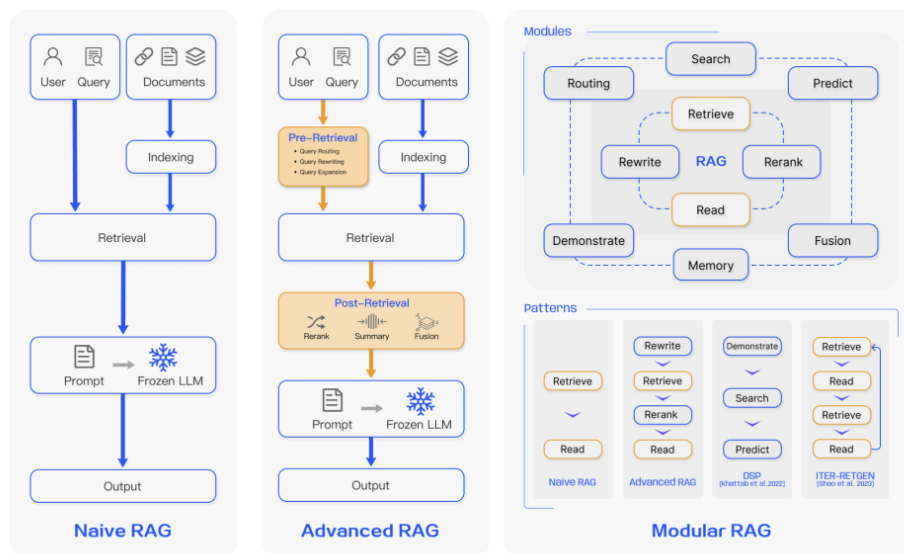 User Query
Documents
Indexing
Retrieval
Prompt
Frozen LLM
Output
Naive RAG
User Query
Documents
Pre-Retrieval
• Query Routing
• Query Rewriting
• Query Expansion
Indexing
Retrieval
Post-Retrieval
Rerank Summary Fusion
Prompt
Frozen LLM
Output
Advanced RAG
Modules
Search
Routing
Predict
Retrieve
Rewrite
RAG
Rerank
Read
Demonstrate
Fusion
Memory
Patterns
Retrieve
Read
Naive RAG
Rewrite
Retrieve
Rerank
Read
Advanced RAG
Demonstrate
Search
Predict
DSP
[Khattab et al.,2022]
Retrieve
Read
Retrieve
Read
ITER-RETGEN
[Shao et al., 2023]
Modular RAG